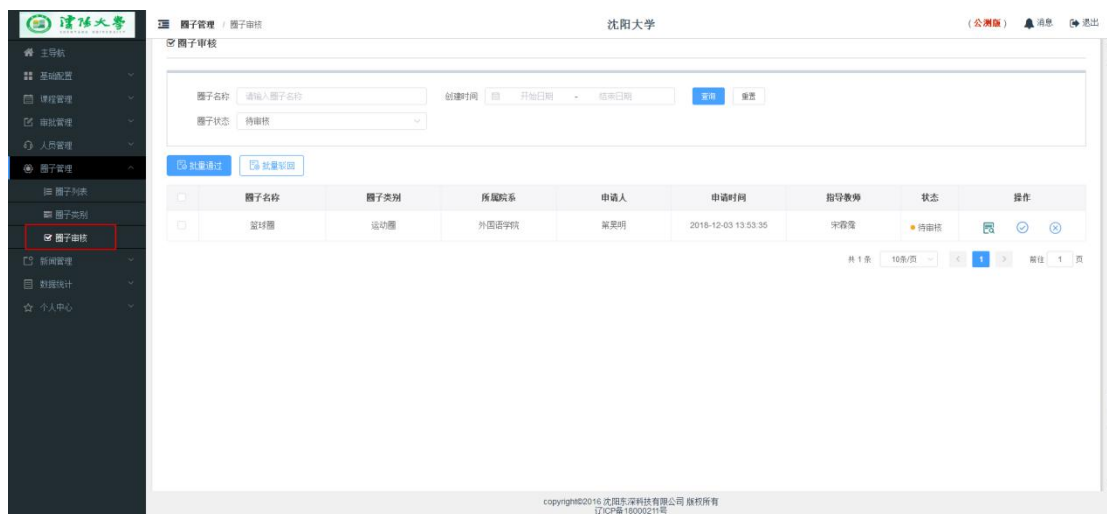 沈阳大学
圈子管理 / 圈子审核
沈阳大学
(公测版)
消息
退出
主导航
基础配置
课程管理
审批管理
人员管理
圈子管理
圈子列表
圈子类别
圈子审核
新闻管理
数据统计
个人中心
圈子审核
圈子名称 请输入圈子名称 创建时间 开始日期 - 结束日期 查询 重置
圈子状态 待审核
批量通过 批量驳回
圈子名称 圈子类别 所属院系 申请人 申请时间 指导教师 状态 操作
篮球圈 运动圈 外国语学院 2018-12-03 13:53:35 宋霏霏 待审核
共 1 条 10条/页 1 前往 1 页
copyright©2016 沈阳东深科技有限公司 版权所有
辽ICP备18000211号